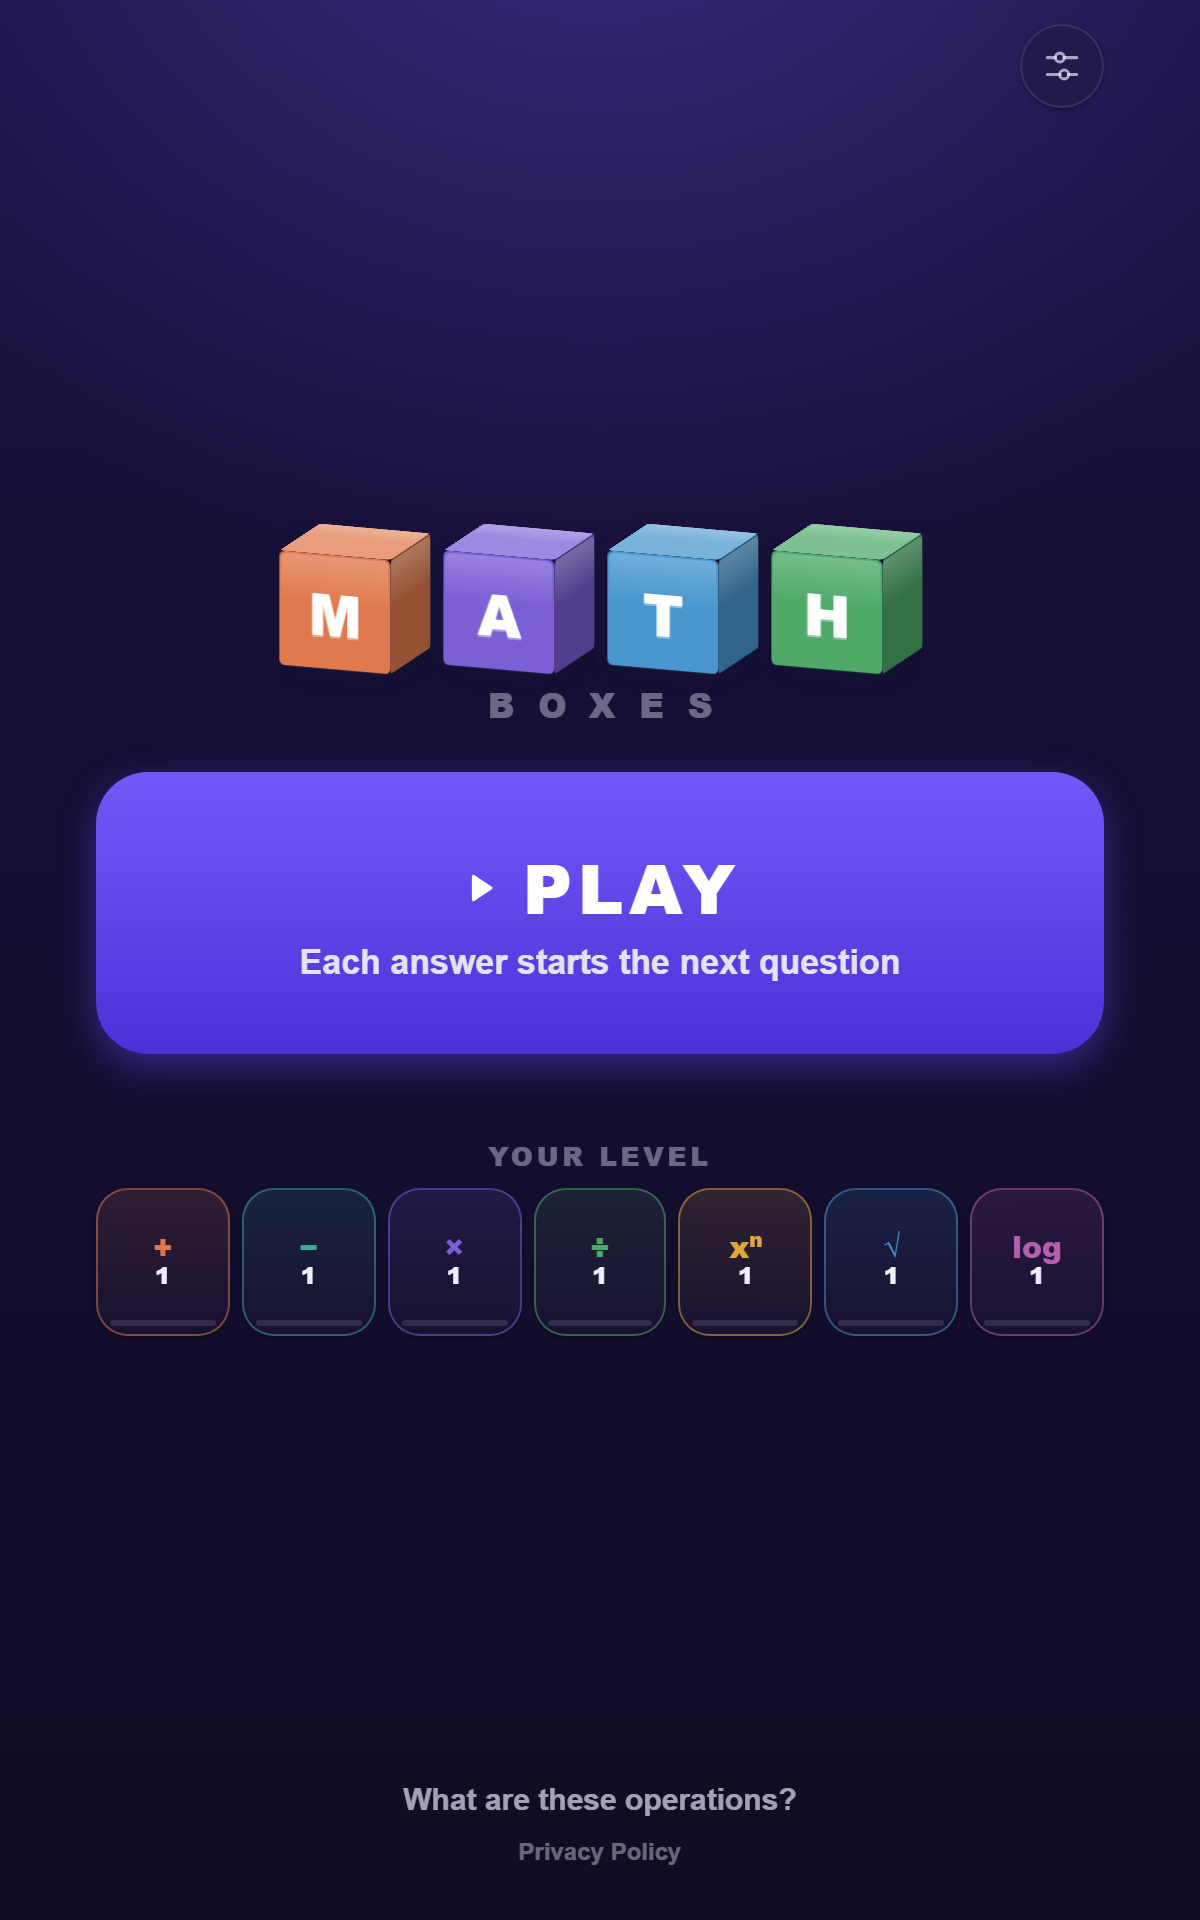 M A T H
BOXES
PLAY
Each answer starts the next question
YOUR LEVEL
+ − × ÷ xⁿ √ log
1 1 1 1 1 1 1
What are these operations?
Privacy Policy